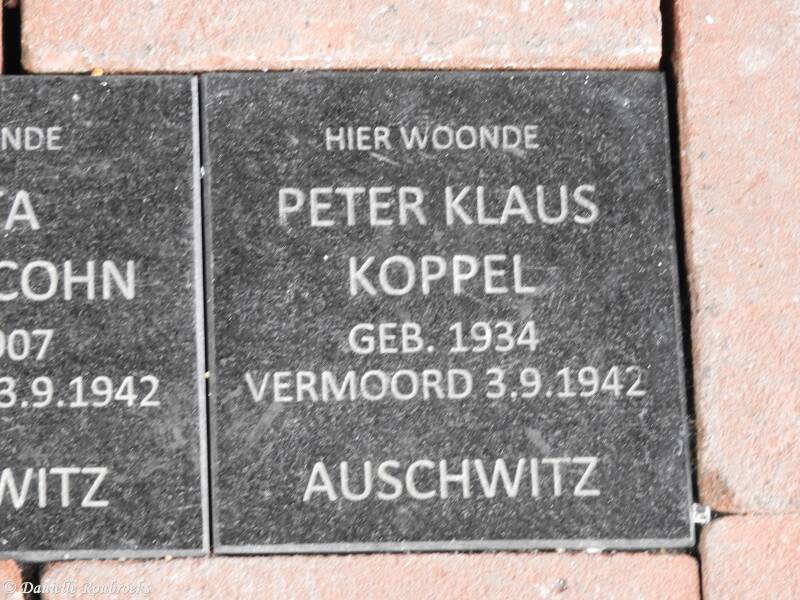 NDE
A
COHN
907
3.9.1942
WITZ
HIER WOONDE
PETER KLAUS
KOPPEL
GEB. 1934
VERMOORD 3.9.1942
AUSCHWITZ
© Danielle Roubroeks